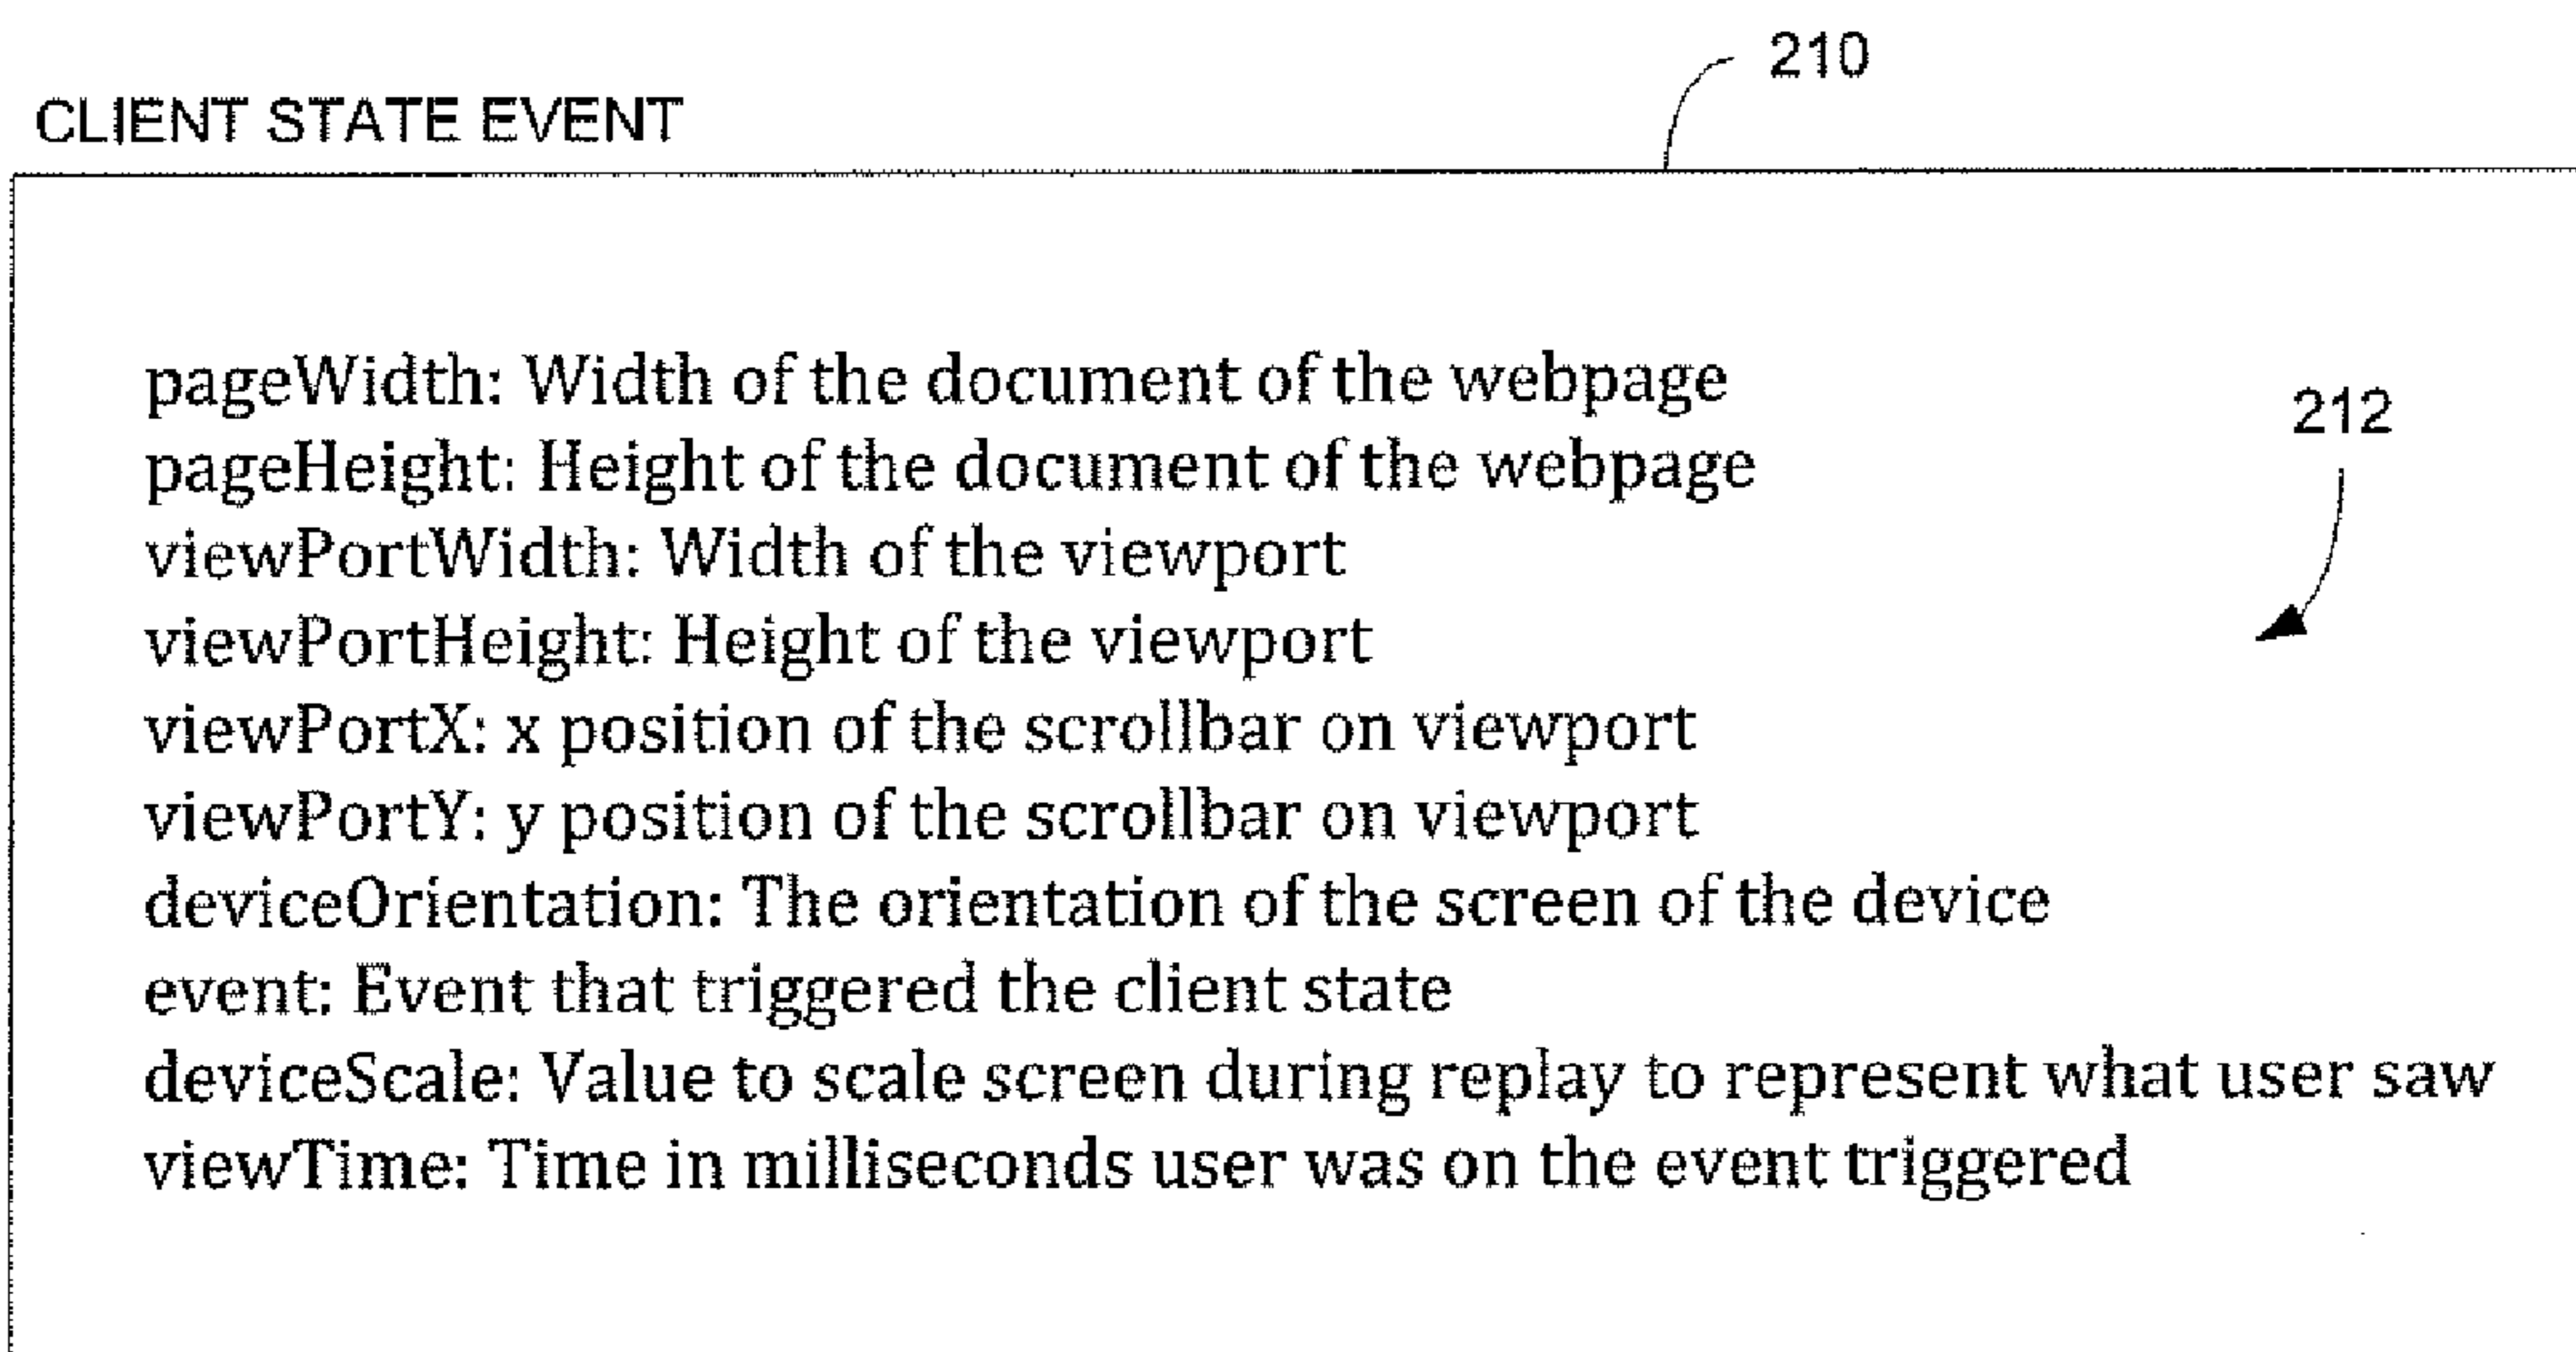 210
CLIENT STATE EVENT
pageWidth: Width of the document of the webpage
212
pageHeight: Height of the document of the webpage
viewPortWidth: Width of the viewport
viewPortHeight: Height of the viewport
viewPortX: x position of the scrollbar on viewport
viewPortY: y position of the scrollbar on viewport
deviceOrientation: The orientation of the screen of the device
event: Event that triggered the client state
deviceScale: Value to scale screen during replay to represent what user saw
viewTime: Time in milliseconds user was on the event triggered